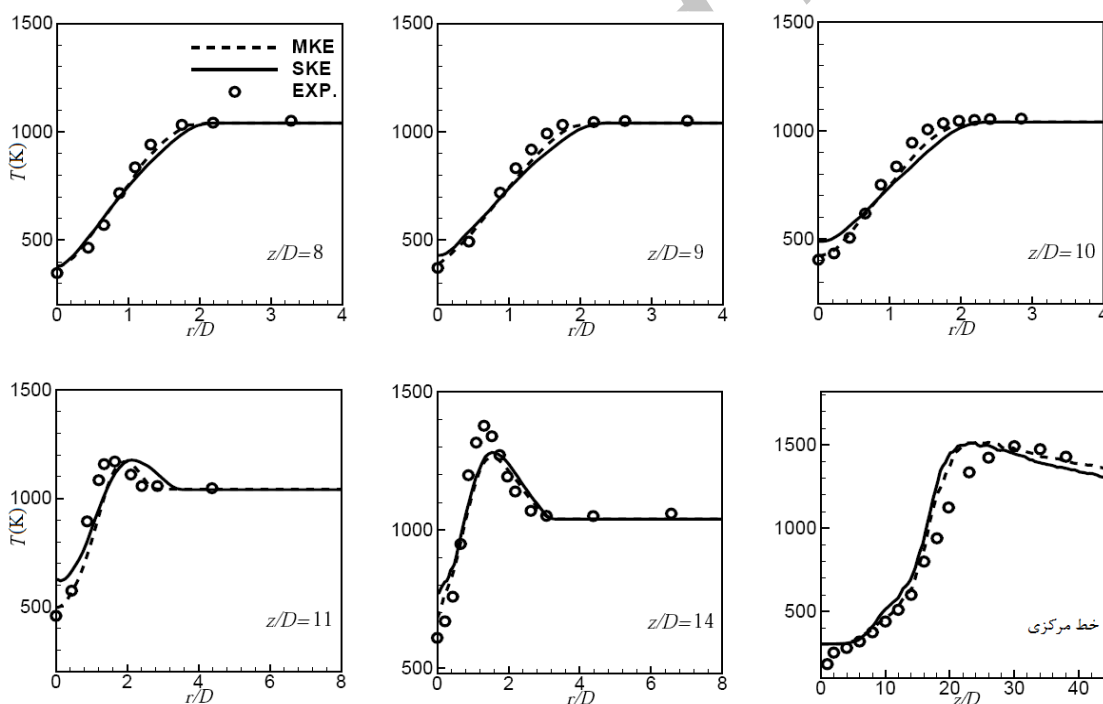 1500
MKE
SKE
EXP.
1000
T(K)
500
z/D=8
0 1 2 3 4
r/D
1500
1000
500
z/D=9
0 1 2 3 4
r/D
1500
1000
500
z/D=10
0 1 2 3 4
r/D
1500
1000
T(K)
500
z/D=11
0 2 4 6 8
r/D
1500
1000
500
z/D=14
0 2 4 6 8
r/D
1500
1000
500
خط مرکزی
0 10 20 30 40
z/D